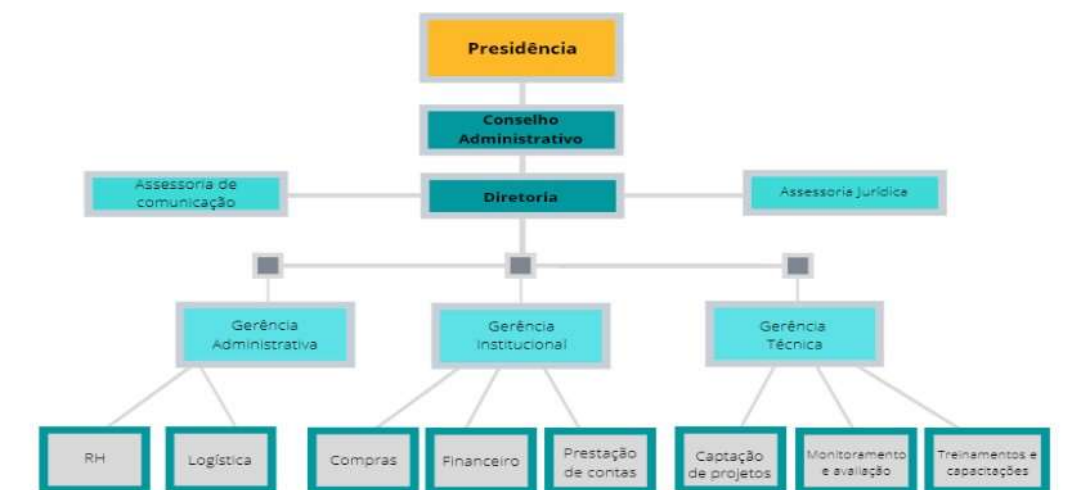 Presidência
Conselho
Administrativo
Assessoria de
comunicação
Diretoria
Assessoria Jurídica
Gerência
Administrativa
Gerência
Institucional
Gerência
Técnica
RH
Logística
Compras
Financeiro
Prestação
de contas
Captação
de projetos
Monitoramento
e avaliação
Treinamentos e
capacitações